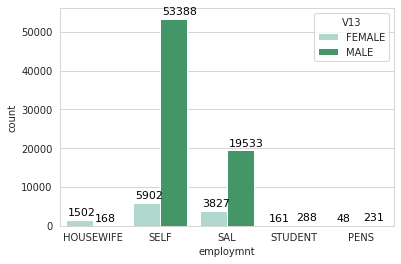 V13
FEMALE
MALE
count
50000
40000
30000
20000
10000
0
1502
168
5902
53388
3827
19533
161
288
48
231
HOUSEWIFE
SELF
SAL
STUDENT
PENS
employmnt